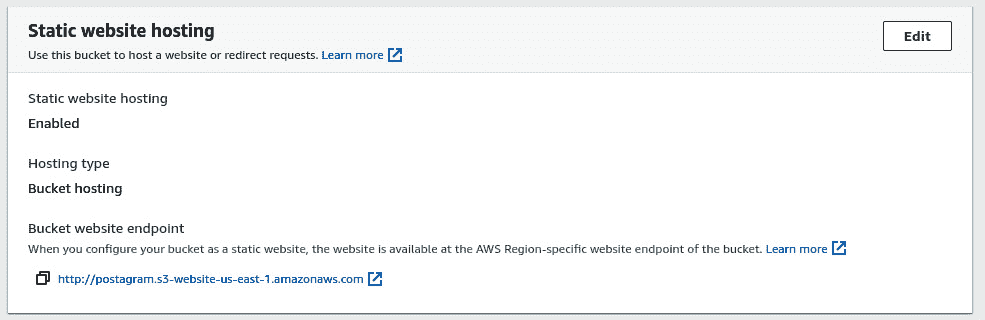 Static website hosting
Edit
Use this bucket to host a website or redirect requests. Learn more
Static website hosting
Enabled
Hosting type
Bucket hosting
Bucket website endpoint
When you configure your bucket as a static website, the website is available at the AWS Region-specific website endpoint of the bucket. Learn more
http://postagram.s3-website-us-east-1.amazonaws.com